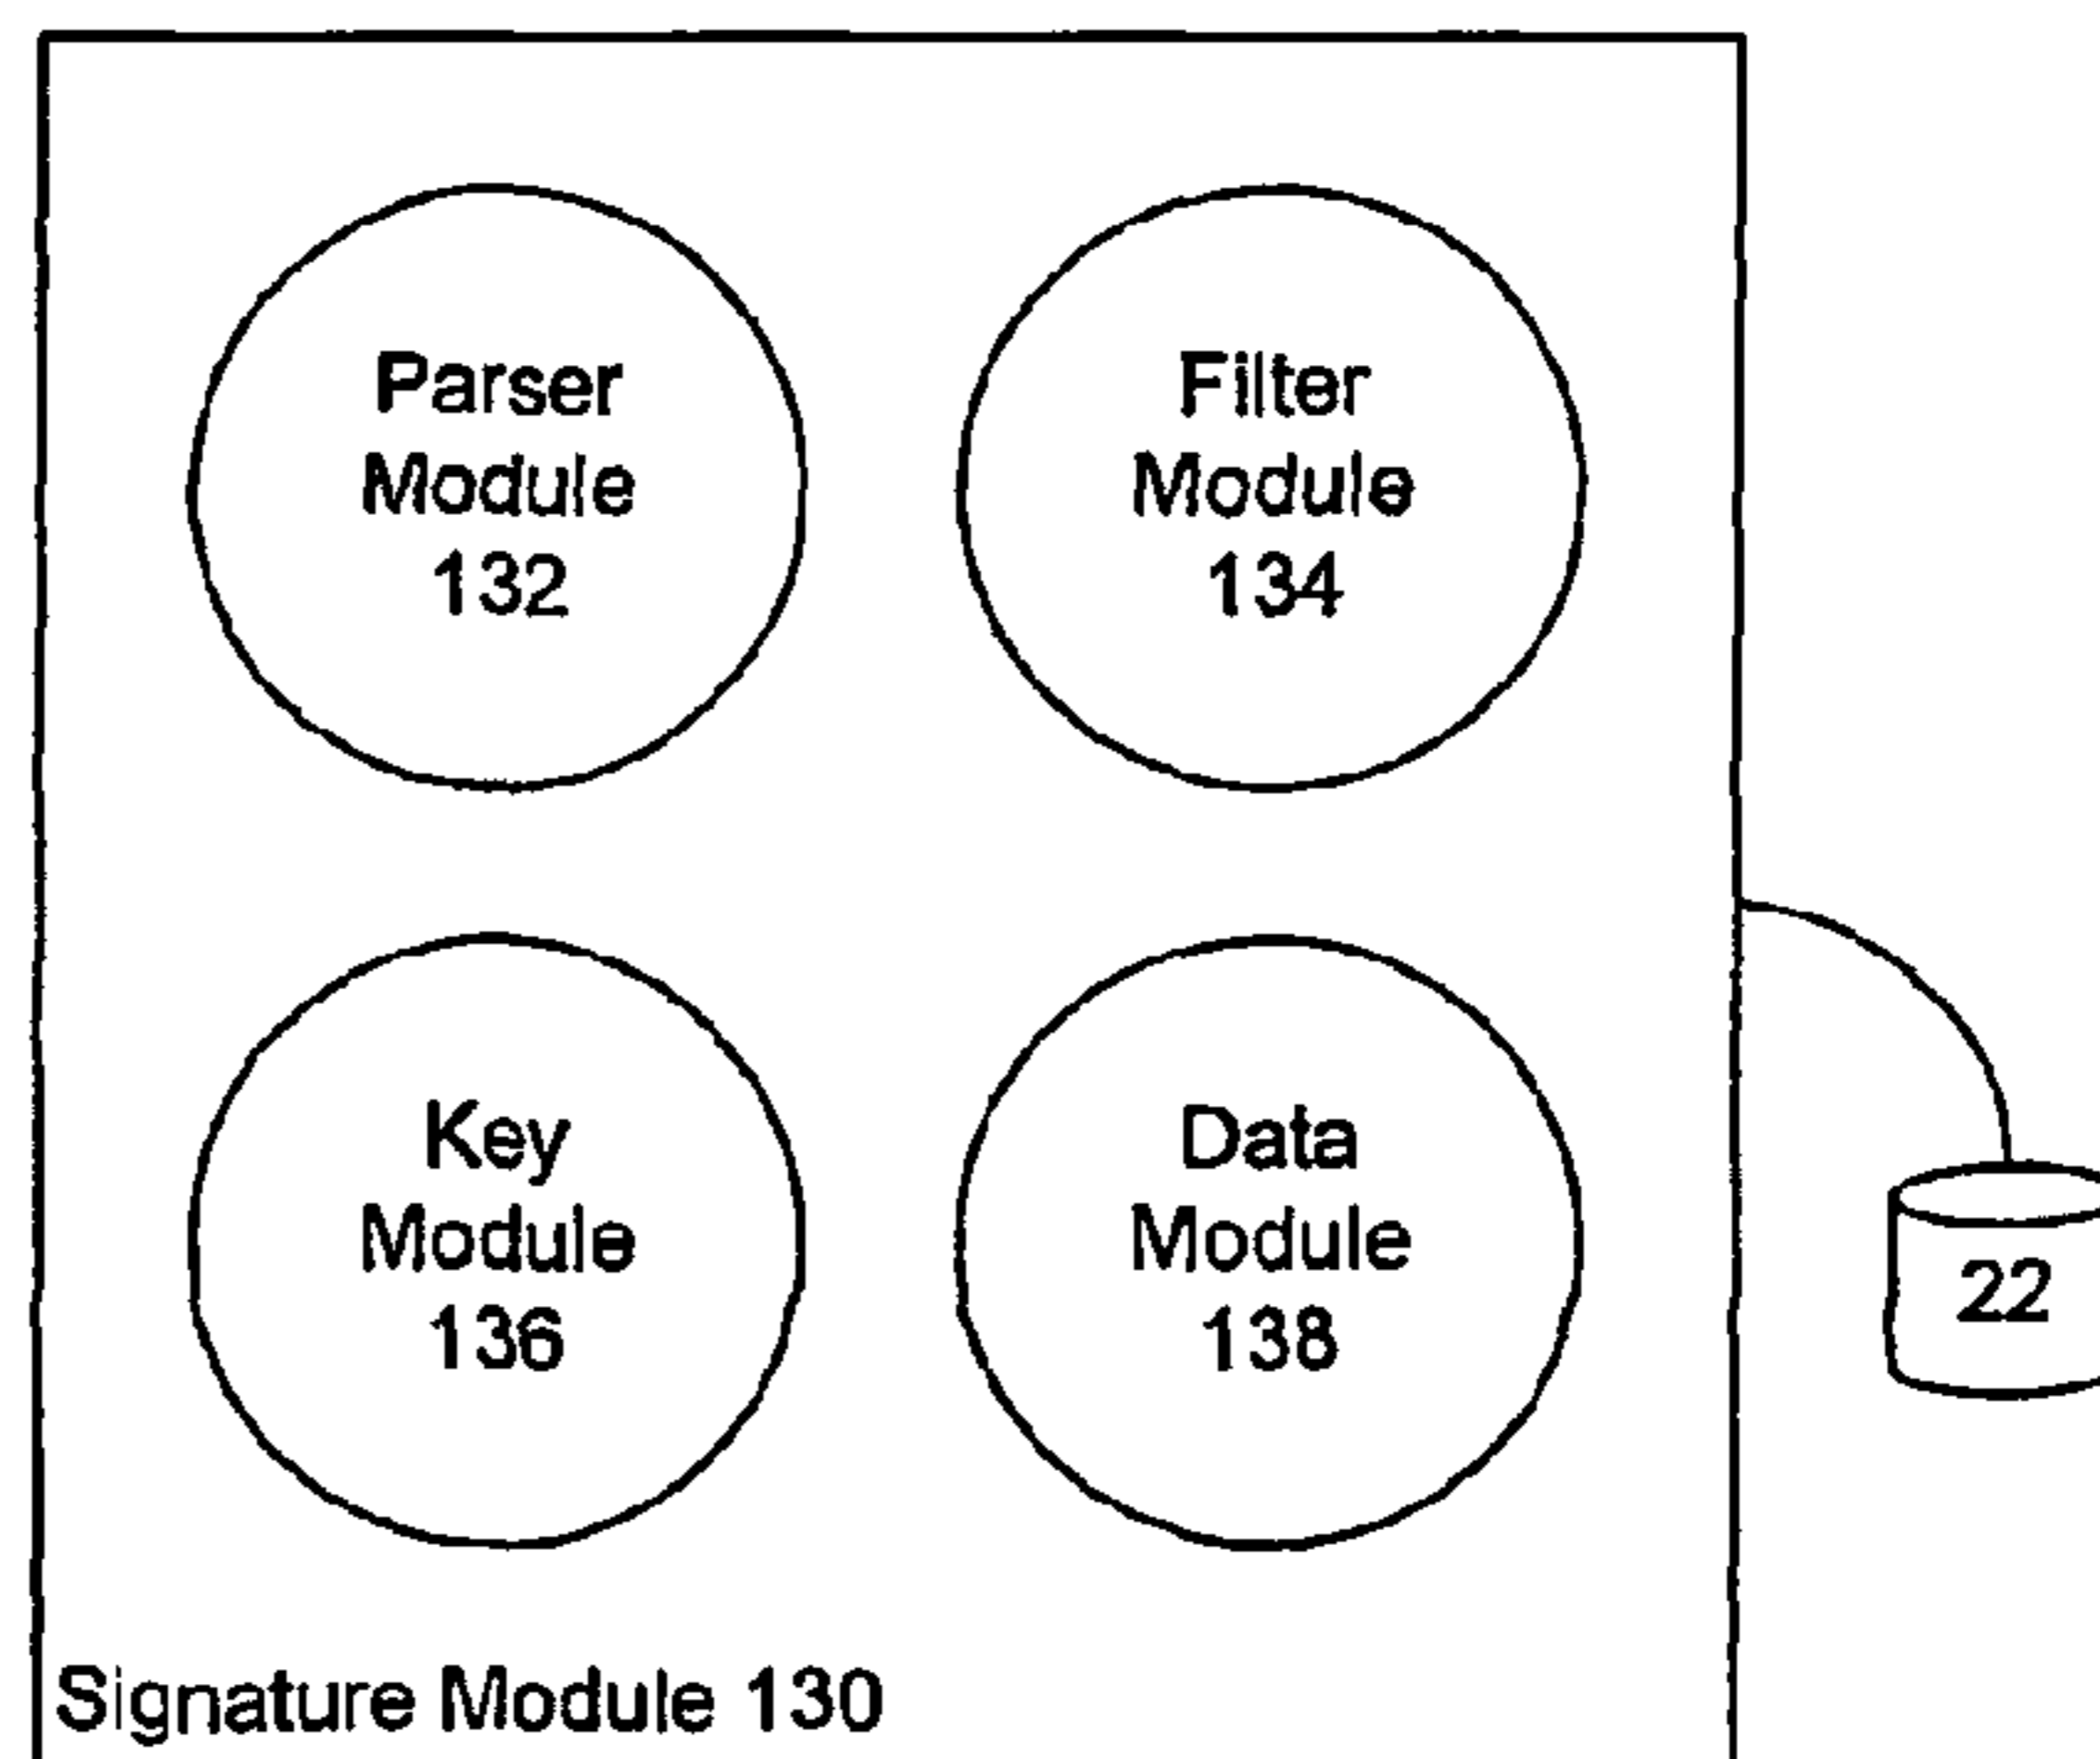 Parser
Module
132
Filter
Module
134
Key
Module
136
Data
Module
138
22
Signature Module 130